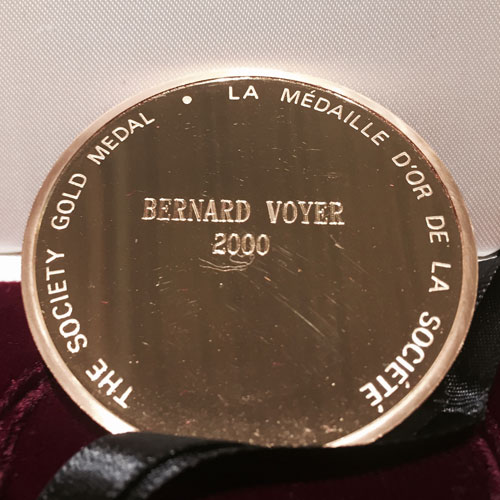 THE SOCIETY GOLD MEDAL • LA MÉDAILLE D'OR DE LA SOCIÉTÉ
BERNARD VOYER
2000